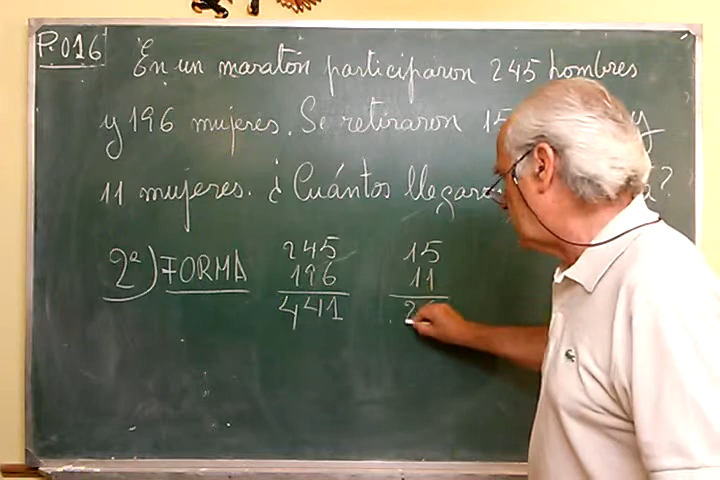 P.016 En un maratón participaron 245 hombres
y 196 mujeres. Se retiraron 15 y
11 mujeres. ¿Cuántos ?
2ª) FORMA
245 15
196 11
441